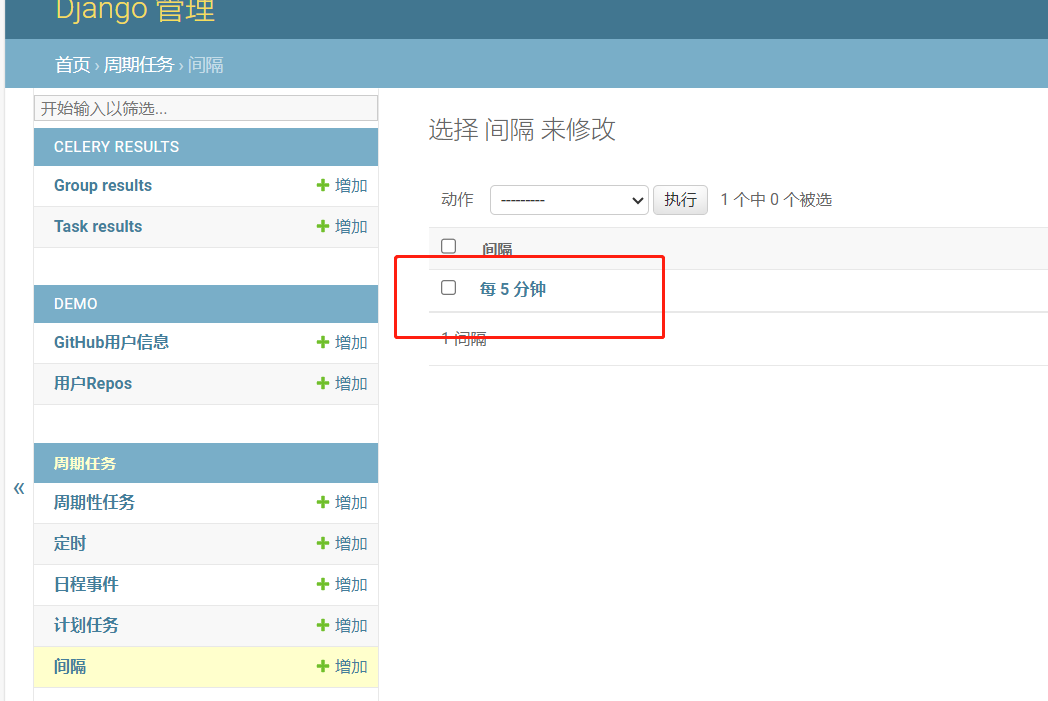 Django 管理
首页 › 周期任务 › 间隔
开始输入以筛选...
CELERY RESULTS
Group results 增加
Task results 增加
DEMO
GitHub用户信息 增加
用户Repos 增加
周期任务
周期性任务 增加
定时 增加
日程事件 增加
计划任务 增加
间隔 增加
«
选择 间隔 来修改
动作 --------- 执行 1 个中 0 个被选
间隔
每 5 分钟
1 间隔